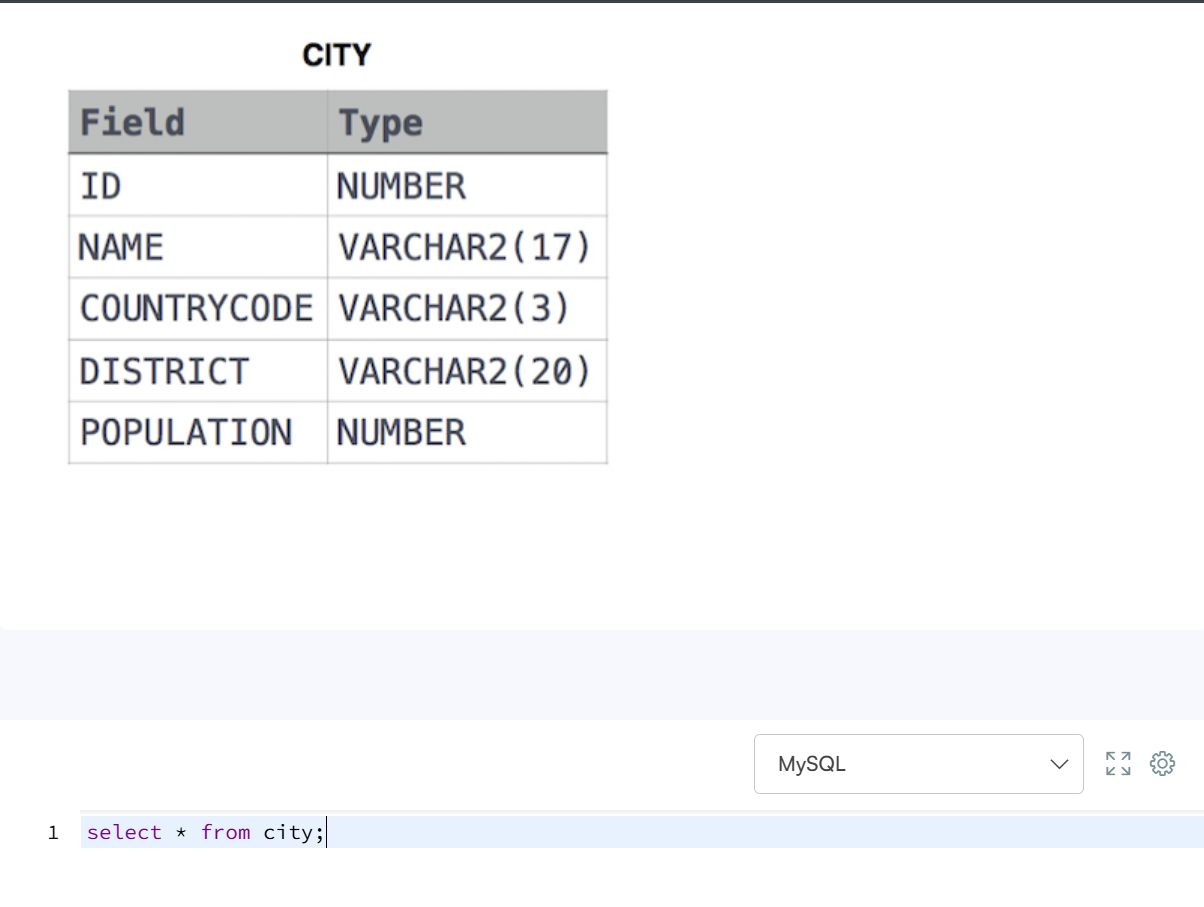 CITY
Field Type
ID NUMBER
NAME VARCHAR2(17)
COUNTRYCODE VARCHAR2(3)
DISTRICT VARCHAR2(20)
POPULATION NUMBER
MySQL
1 select * from city;